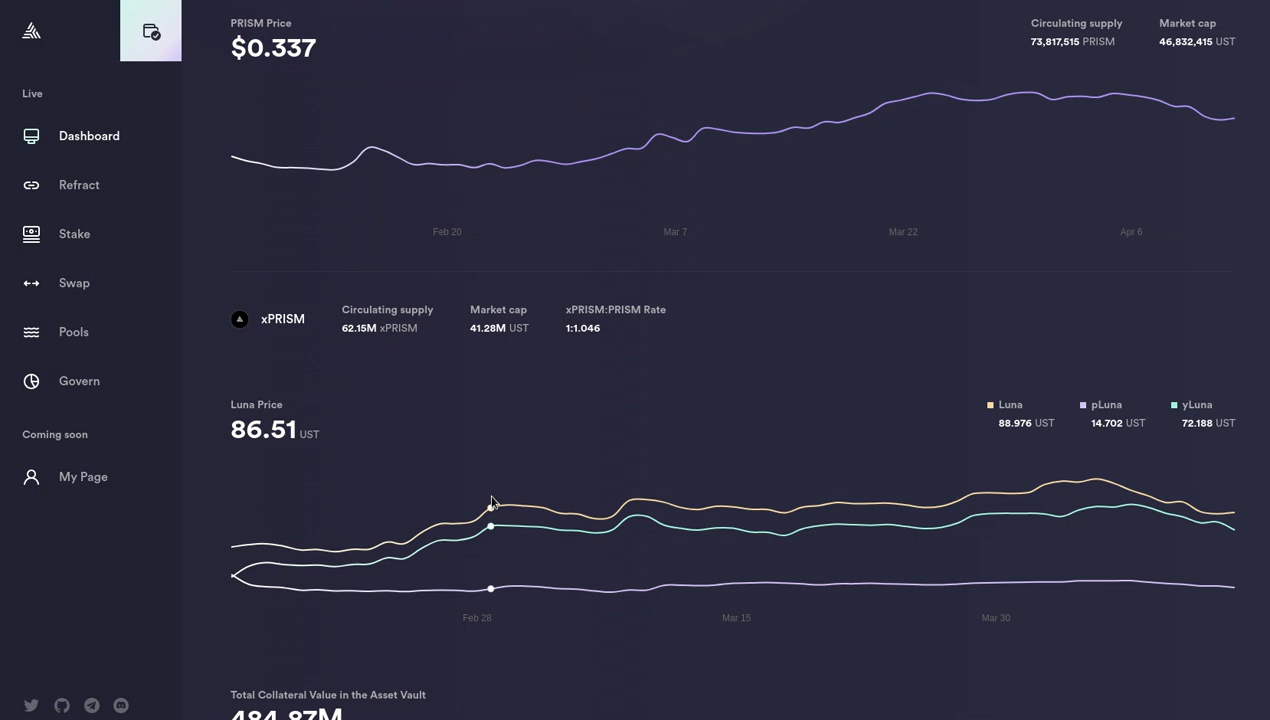 PRISM Price
$0.337
Circulating supply
73,817,515 PRISM
Market cap
46,832,415 UST
Live
Dashboard
Refract
Stake
Swap
Pools
Govern
Coming soon
My Page
Feb 20
Mar 7
Mar 22
Apr 6
xPRISM
Circulating supply
62.15M xPRISM
Market cap
41.28M UST
xPRISM:PRISM Rate
1:1.046
Luna Price
86.51 UST
Luna
88.976 UST
pLuna
14.702 UST
yLuna
72.188 UST
Feb 28
Mar 15
Mar 30
Total Collateral Value in the Asset Vault
484.87M